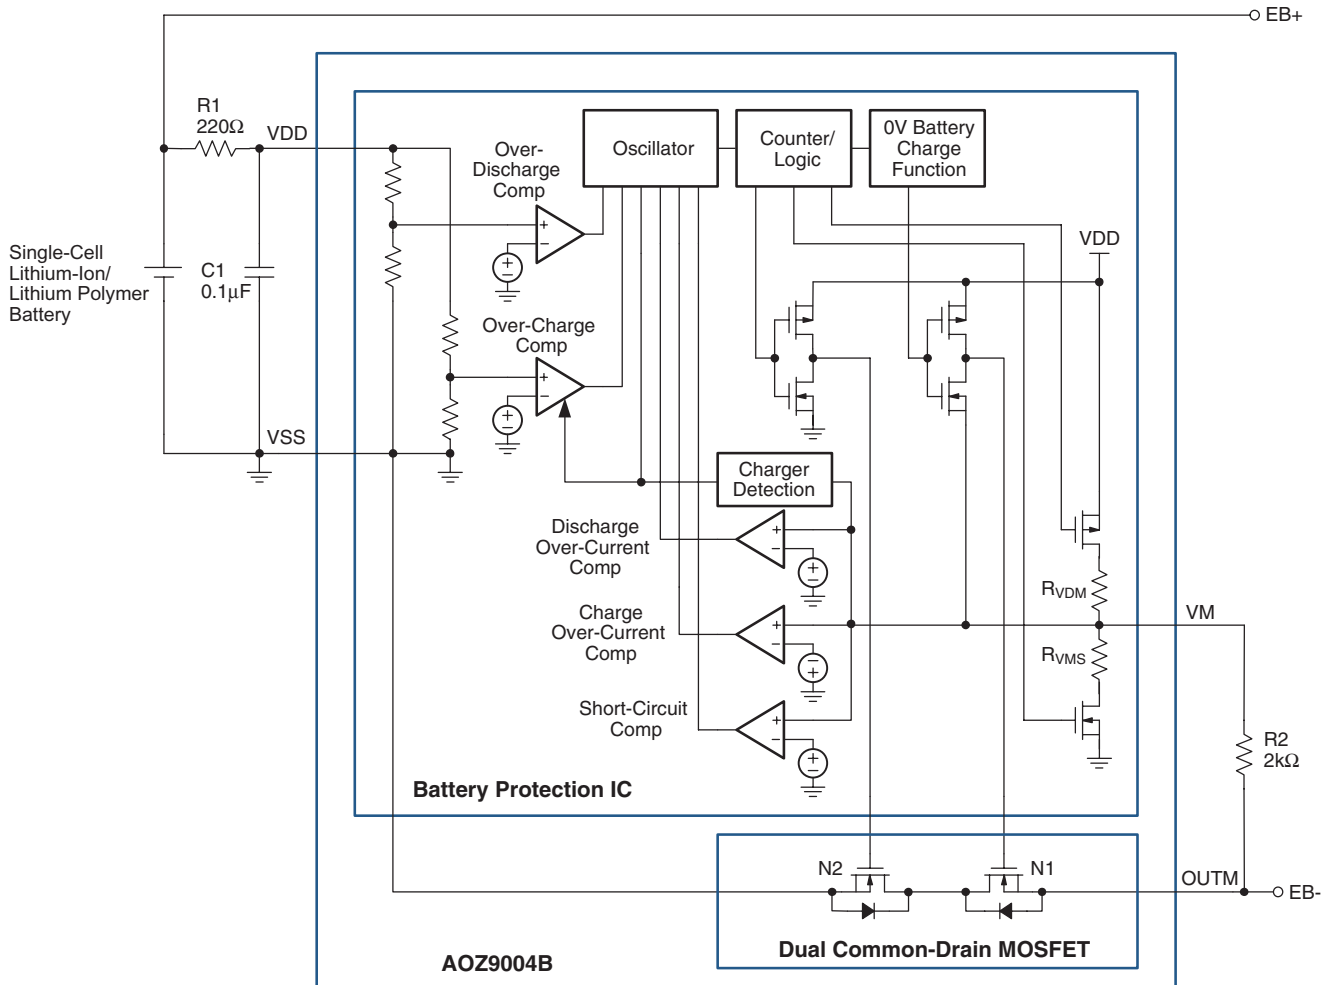 EB+
R1
220Ω
VDD
Over-
Discharge
Comp
Oscillator
Counter/
Logic
0V Battery
Charge
Function
VDD
Single-Cell
Lithium-Ion/
Lithium Polymer
Battery
C1
0.1μF
+
−
+
−
Over-Charge
Comp
+
−
+
−
VSS
Charger
Detection
Discharge
Over-Current
Comp
+
−
+
−
RVDM
Charge
Over-Current
Comp
+
−
−
+
VM
RVMS
Short-Circuit
Comp
+
−
+
−
R2
2kΩ
Battery Protection IC
N2
N1
OUTM
EB-
Dual Common-Drain MOSFET
AOZ9004B